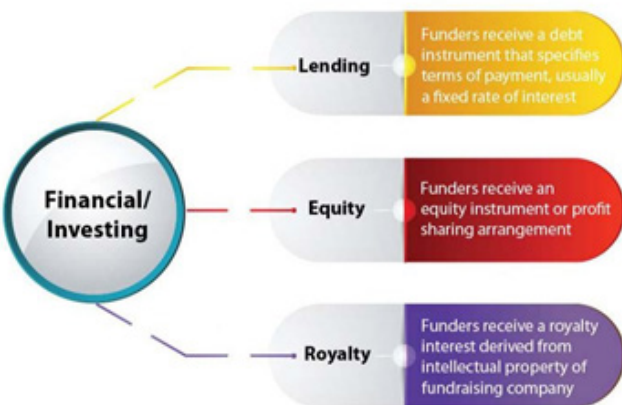 Financial/
Investing
Lending
Funders receive a debt
instrument that specifies
terms of payment, usually
a fixed rate of interest
Equity
Funders receive an
equity instrument or profit
sharing arrangement
Royalty
Funders receive a royalty
interest derived from
intellectual property of
fundraising company